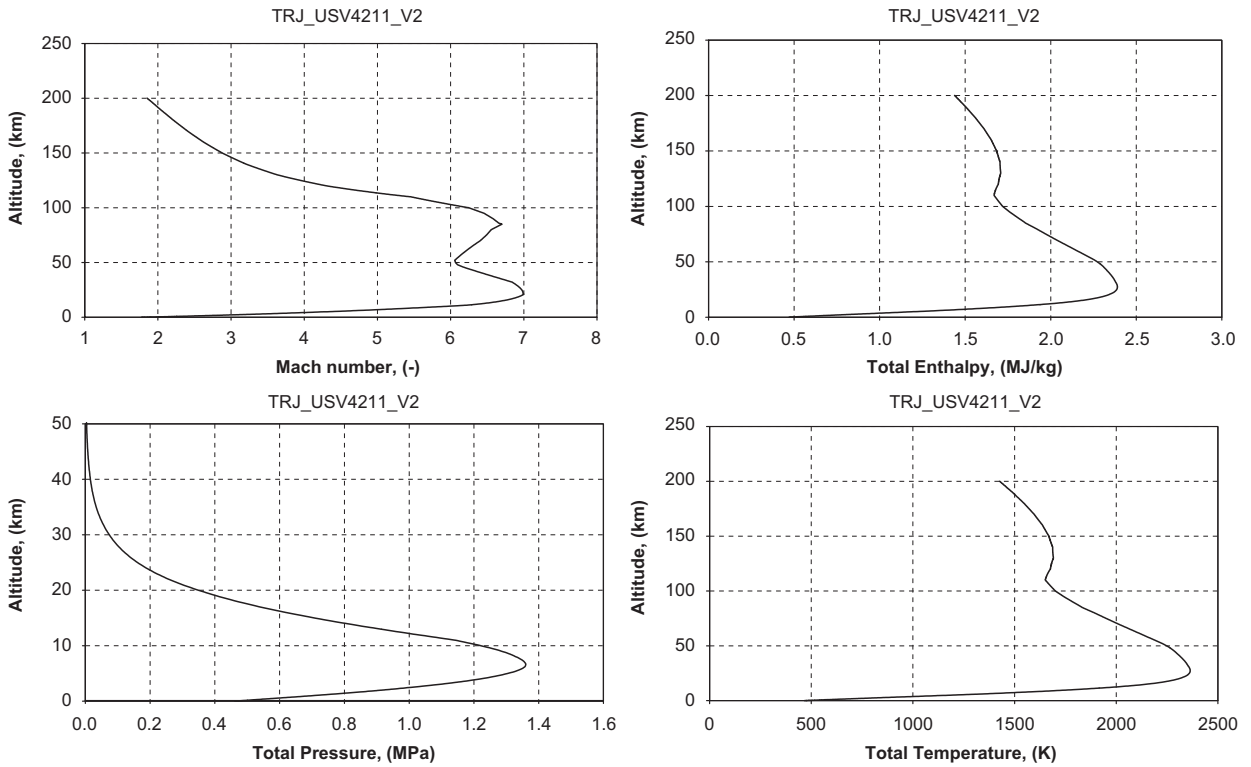 TRJ_USV4211_V2
250
200
150
100
50
0
Altitude, (km)
1 2 3 4 5 6 7 8
Mach number, (-)
TRJ_USV4211_V2
250
200
150
100
50
0
Altitude, (km)
0.0 0.5 1.0 1.5 2.0 2.5 3.0
Total Enthalpy, (MJ/kg)
TRJ_USV4211_V2
50
40
30
20
10
0
Altitude, (km)
0.0 0.2 0.4 0.6 0.8 1.0 1.2 1.4 1.6
Total Pressure, (MPa)
TRJ_USV4211_V2
250
200
150
100
50
0
Altitude, (km)
0 500 1000 1500 2000 2500
Total Temperature, (K)